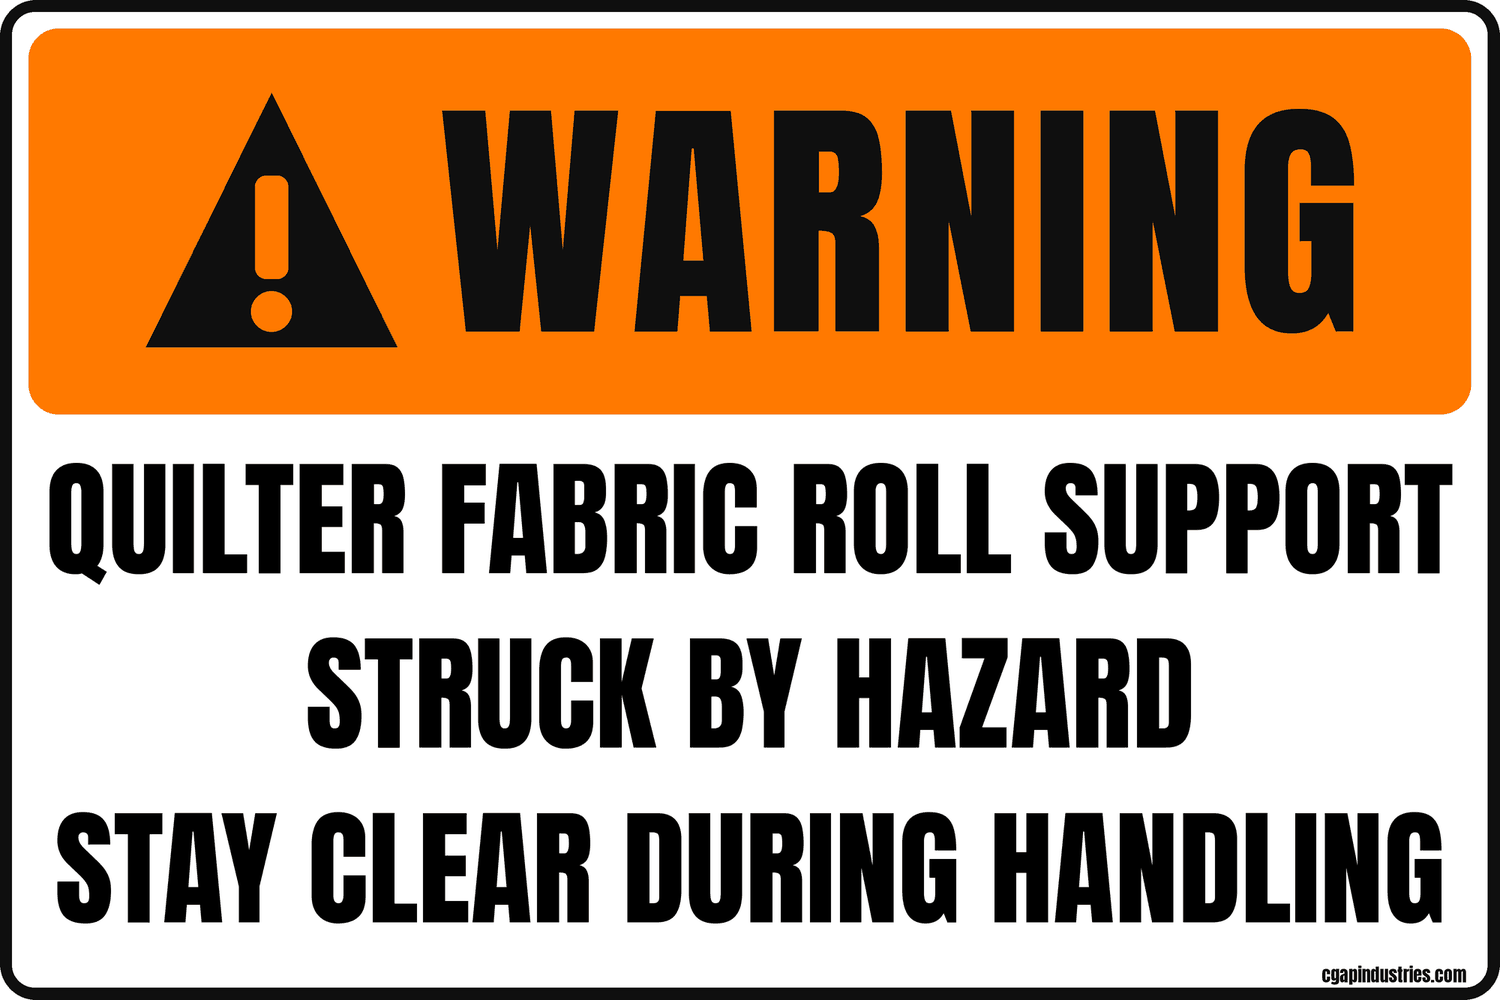 WARNING
QUILTER FABRIC ROLL SUPPORT
STRUCK BY HAZARD
STAY CLEAR DURING HANDLING
cgapindustries.com